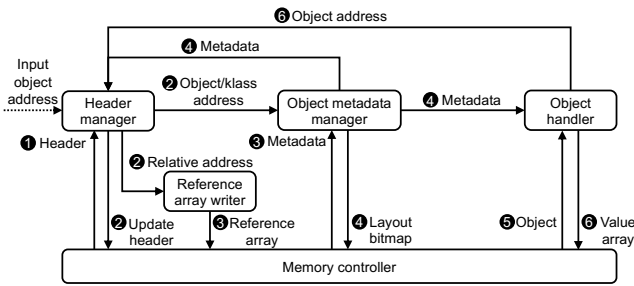 ❻ Object address
❹ Metadata
Input
object
address
❷ Object/klass
address
Header
manager
Object metadata
manager
❹ Metadata
Object
handler
❶ Header
❸ Metadata
❷ Relative address
Reference
array writer
❷ Update
header
❸ Reference
array
❹ Layout
bitmap
❺ Object
❻ Value
array
Memory controller